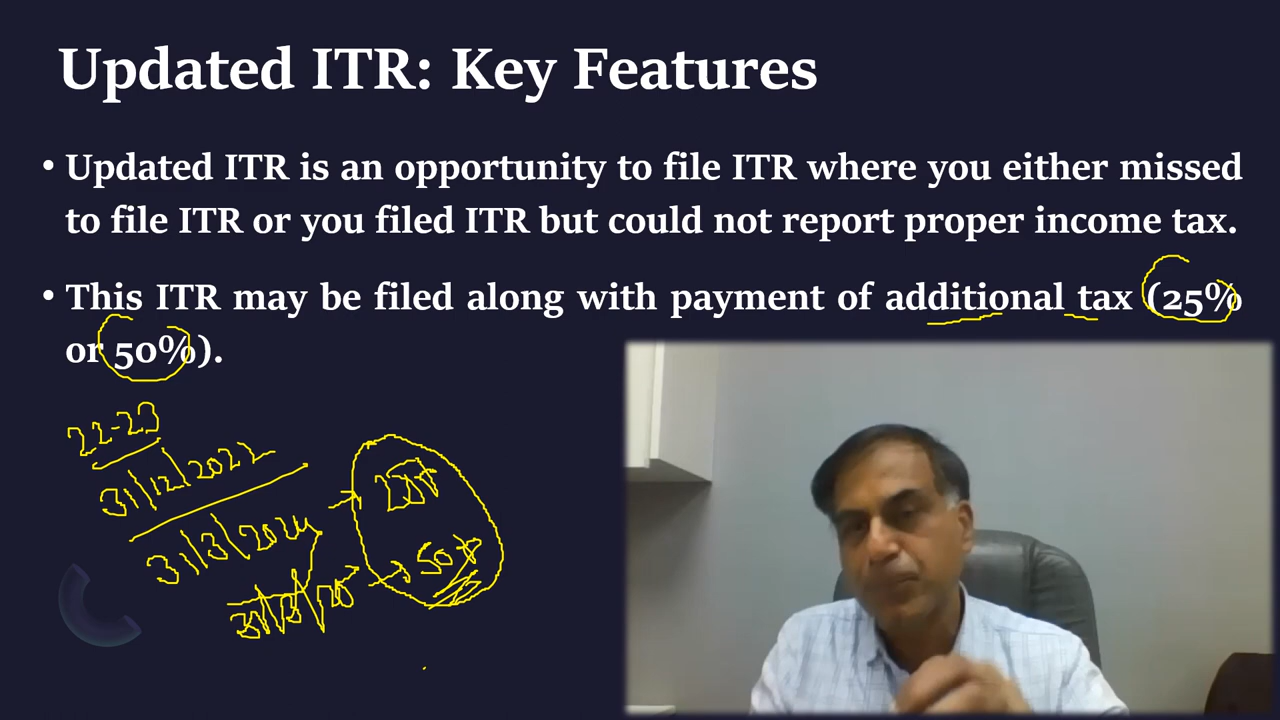 Updated ITR: Key Features
• Updated ITR is an opportunity to file ITR where you either missed
to file ITR or you filed ITR but could not report proper income tax.
• This ITR may be filed along with payment of additional tax (25%
or 50%).
22-23
31/12/2022
31/3/2024
50%